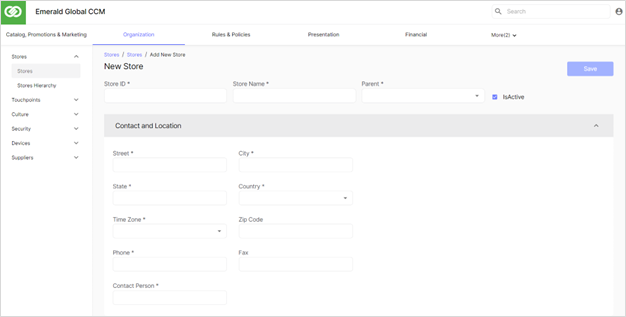 Emerald Global CCM
Search
Catalog, Promotions & Marketing
Organization
Rules & Policies
Presentation
Financial
More(2)
Stores
Stores
Stores Hierarchy
Touchpoints
Culture
Security
Devices
Suppliers
Stores / Stores / Add New Store
New Store
Save
Store ID *
Store Name *
Parent *
IsActive
Contact and Location
Street *
City *
State *
Country *
Time Zone *
Zip Code
Phone *
Fax
Contact Person *